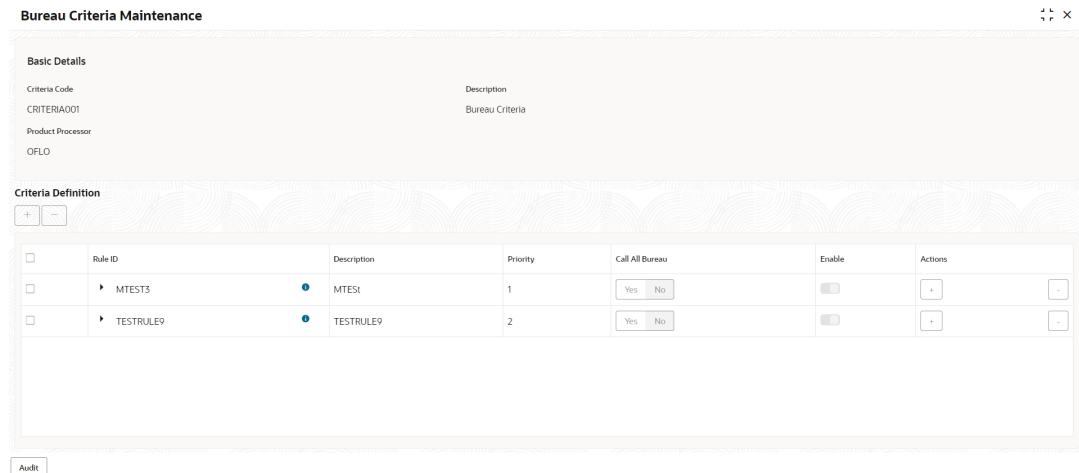 Bureau Criteria Maintenance
Basic Details
Criteria Code Description
CRITERIA001 Bureau Criteria
Product Processor
OFLO
Criteria Definition
+ -
Rule ID Description Priority Call All Bureau Enable Actions
MTEST3 i MTESt 1 Yes No + -
TESTRULE9 i TESTRULE9 2 Yes No + -
Audit